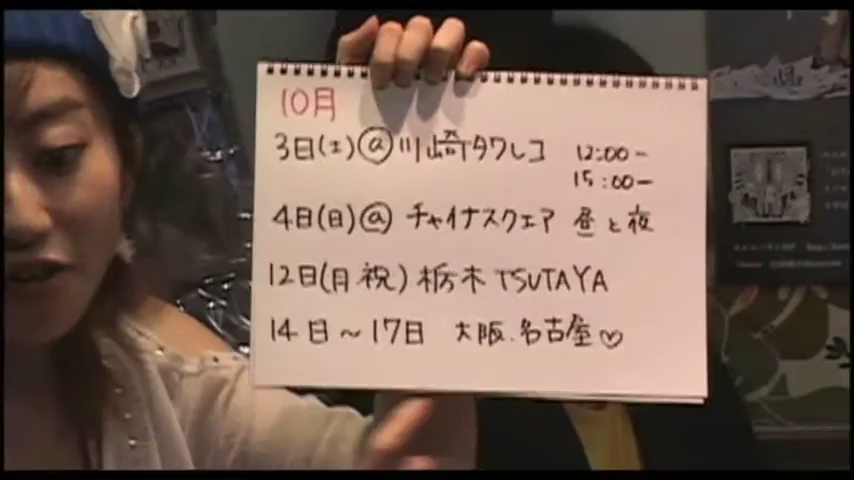 10月
3日(土)@川崎タワレコ 12:00-
15:00-
4日(日)@ チャイナスクエア 昼と夜
12日(月祝) 栃木 TSUTAYA
14日〜17日 大阪.名古屋♡